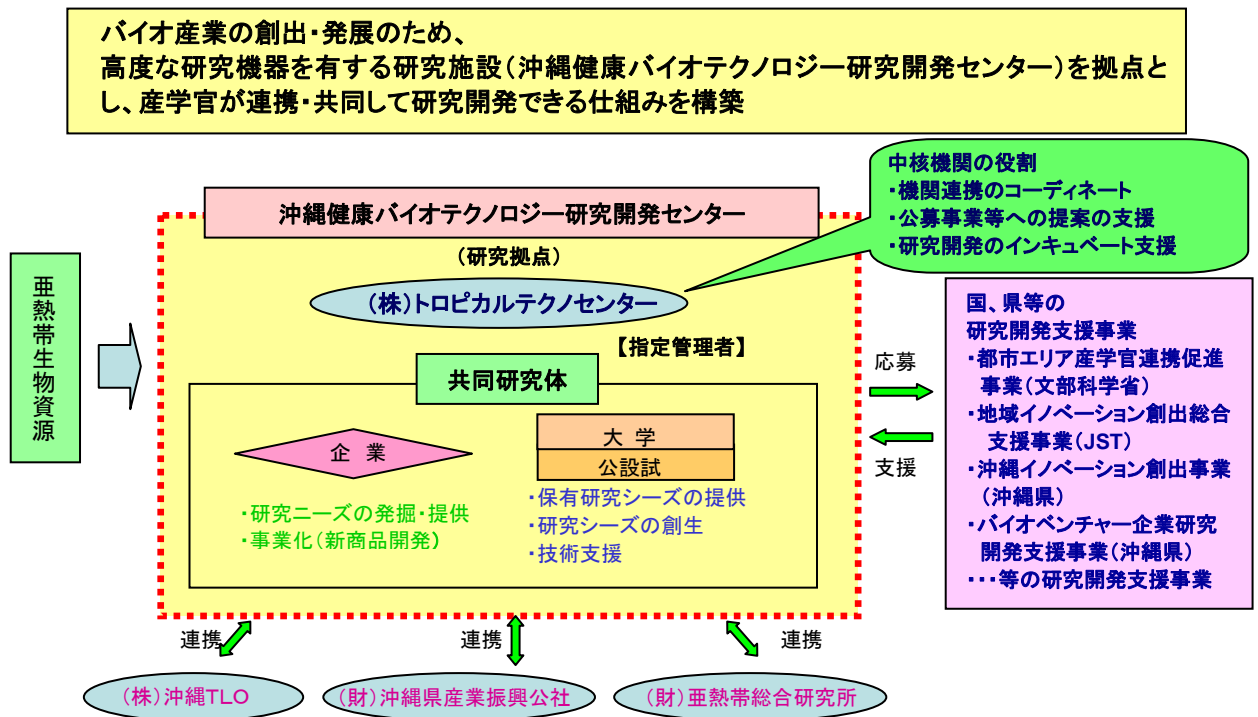 バイオ産業の創出・発展のため、
高度な研究機器を有する研究施設(沖縄健康バイオテクノロジー研究開発センター)を拠点と
し、産学官が連携・共同して研究開発できる仕組みを構築
中核機関の役割
・機関連携のコーディネート
・公募事業等への提案の支援
・研究開発のインキュベート支援
沖縄健康バイオテクノロジー研究開発センター
(研究拠点)
(株)トロピカルテクノセンター
【指定管理者】
亜熱帯生物資源
共同研究体
企 業
・研究ニーズの発掘・提供
・事業化(新商品開発)
大 学
公設試
・保有研究シーズの提供
・研究シーズの創生
・技術支援
応募
支援
国、県等の
研究開発支援事業
・都市エリア産学官連携促進
事業(文部科学省)
・地域イノベーション創出総合
支援事業(JST)
・沖縄イノベーション創出事業
(沖縄県)
・バイオベンチャー企業研究
開発支援事業(沖縄県)
・・・等の研究開発支援事業
連携
連携
連携
(株)沖縄TLO
(財)沖縄県産業振興公社
(財)亜熱帯総合研究所